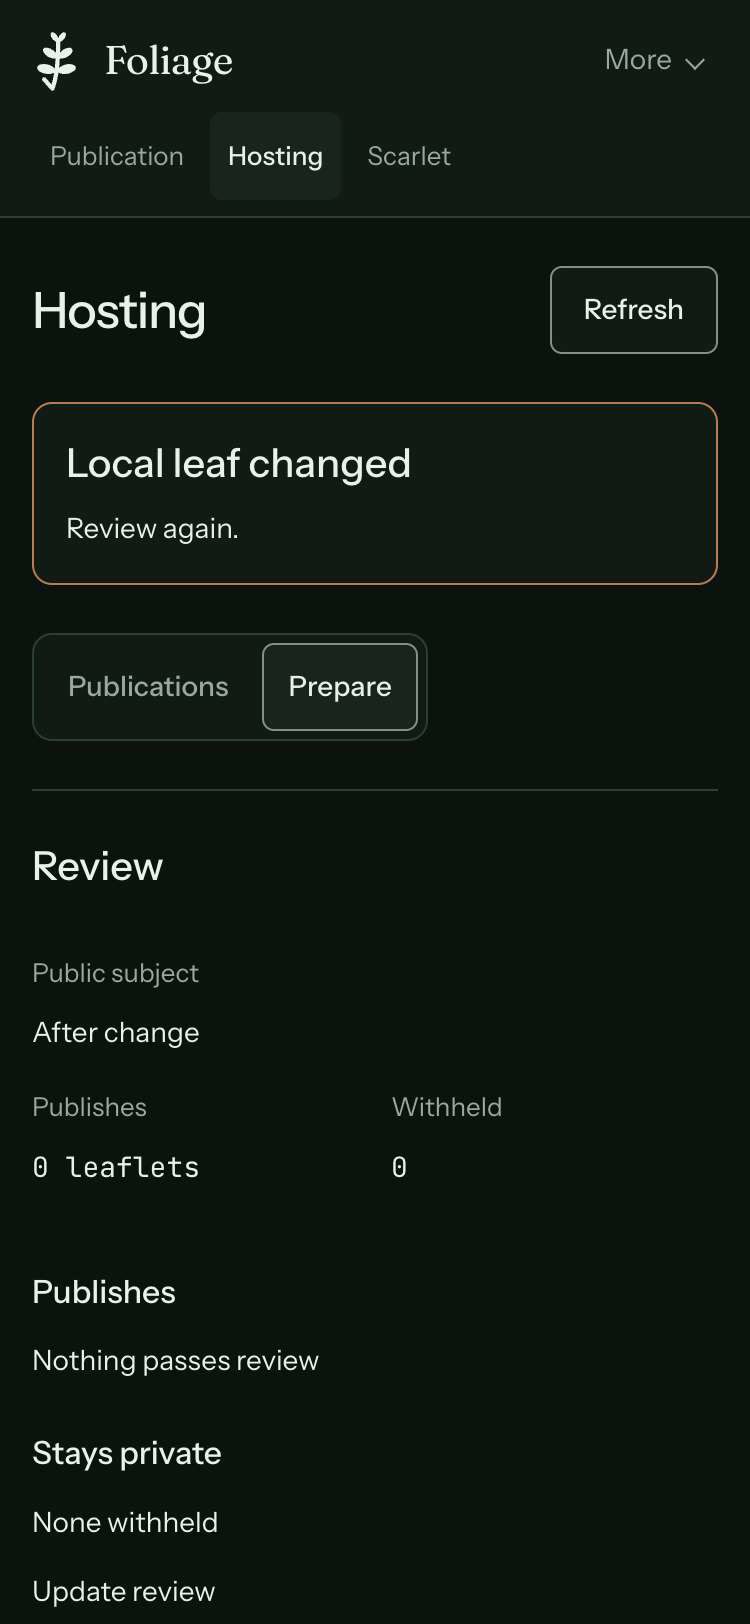 Foliage
More
Publication Hosting Scarlet
Hosting
Refresh
Local leaf changed
Review again.
Publications Prepare
Review
Public subject
After change
Publishes Withheld
0 leaflets 0
Publishes
Nothing passes review
Stays private
None withheld
Update review